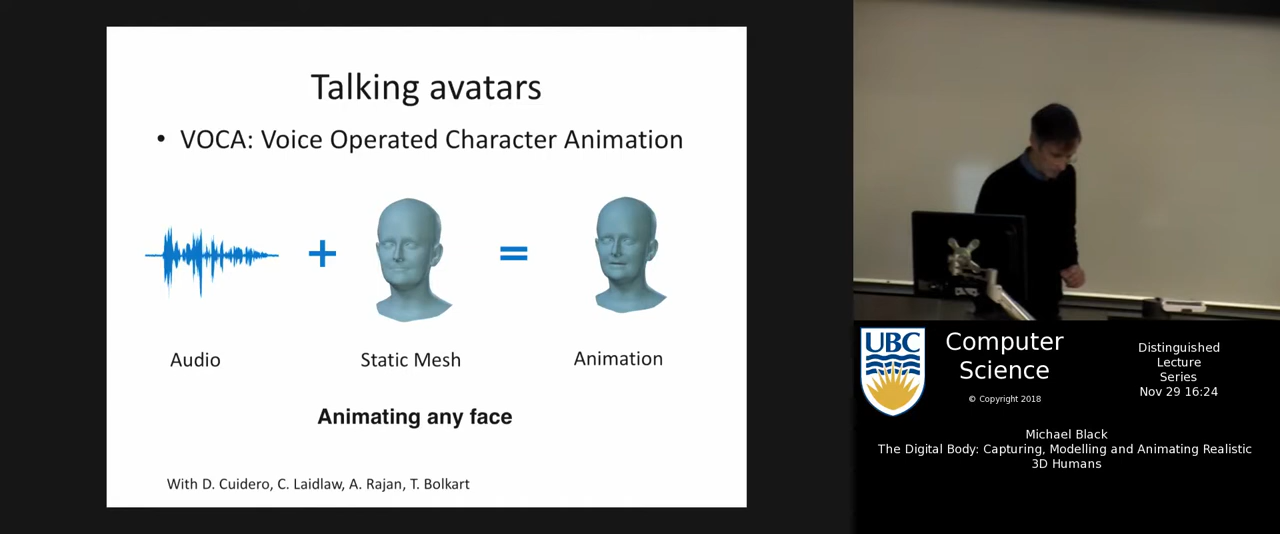 Talking avatars
• VOCA: Voice Operated Character Animation
+
=
Audio
Static Mesh
Animation
Animating any face
With D. Cuidero, C. Laidlaw, A. Rajan, T. Bolkart
UBC
Computer
Science
© Copyright 2018
Distinguished
Lecture
Series
Nov 29 16:24
Michael Black
The Digital Body: Capturing, Modelling and Animating Realistic
3D Humans